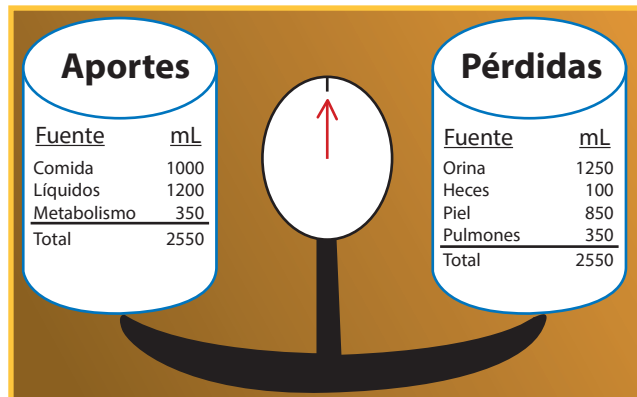 Aportes
Fuente mL
Comida 1000
Líquidos 1200
Metabolismo 350
Total 2550
Pérdidas
Fuente mL
Orina 1250
Heces 100
Piel 850
Pulmones 350
Total 2550